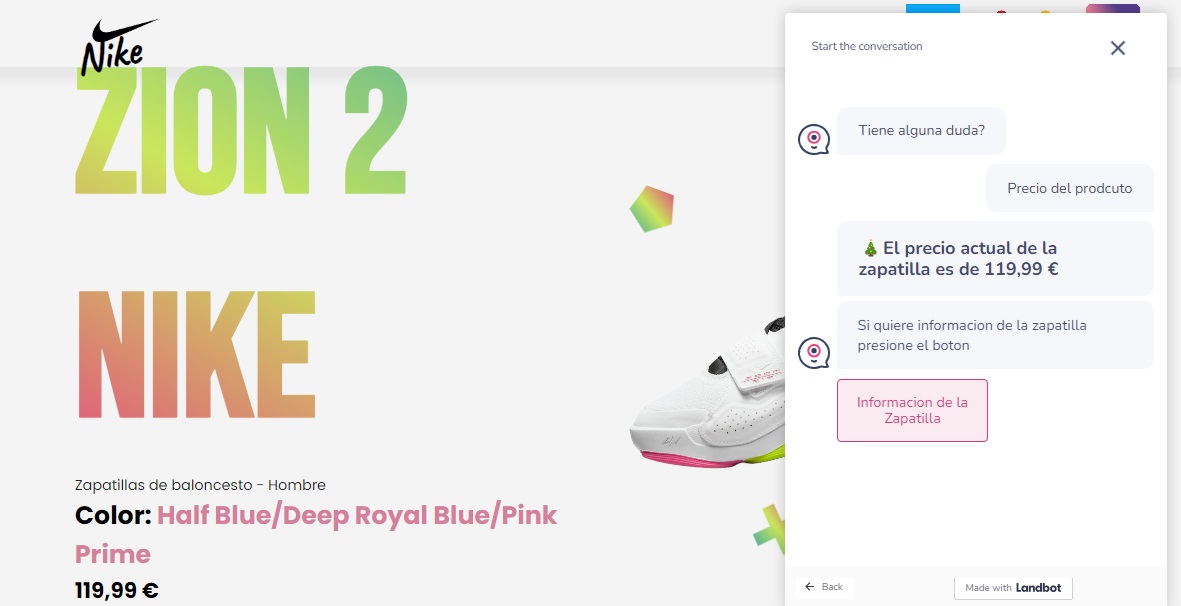 Nike
ZION 2
NIKE
Zapatillas de baloncesto - Hombre
Color: Half Blue/Deep Royal Blue/Pink
Prime
119,99 €
Start the conversation
Tiene alguna duda?
Precio del prodcuto
El precio actual de la
zapatilla es de 119,99 €
Si quiere informacion de la zapatilla
presione el boton
Informacion de la
Zapatilla
Back
Made with Landbot